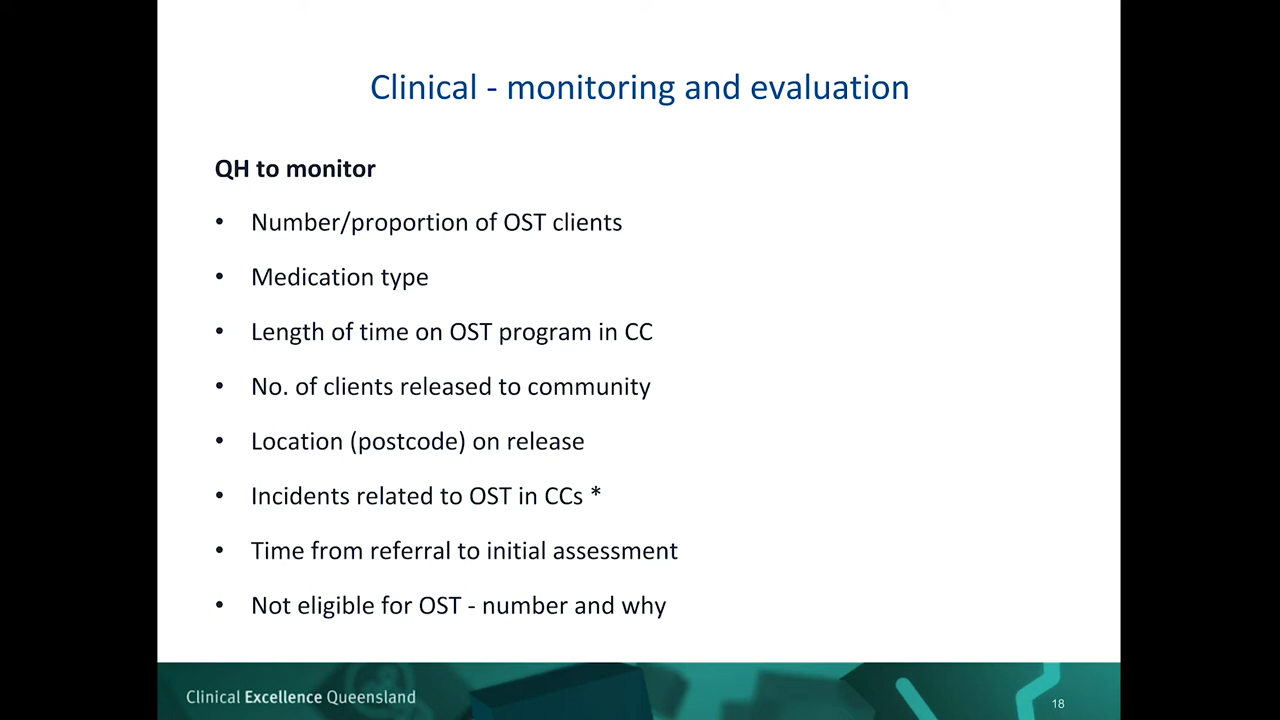 Clinical - monitoring and evaluation
QH to monitor
• Number/proportion of OST clients
• Medication type
• Length of time on OST program in CC
• No. of clients released to community
• Location (postcode) on release
• Incidents related to OST in CCs *
• Time from referral to initial assessment
• Not eligible for OST - number and why
Clinical Excellence Queensland
18